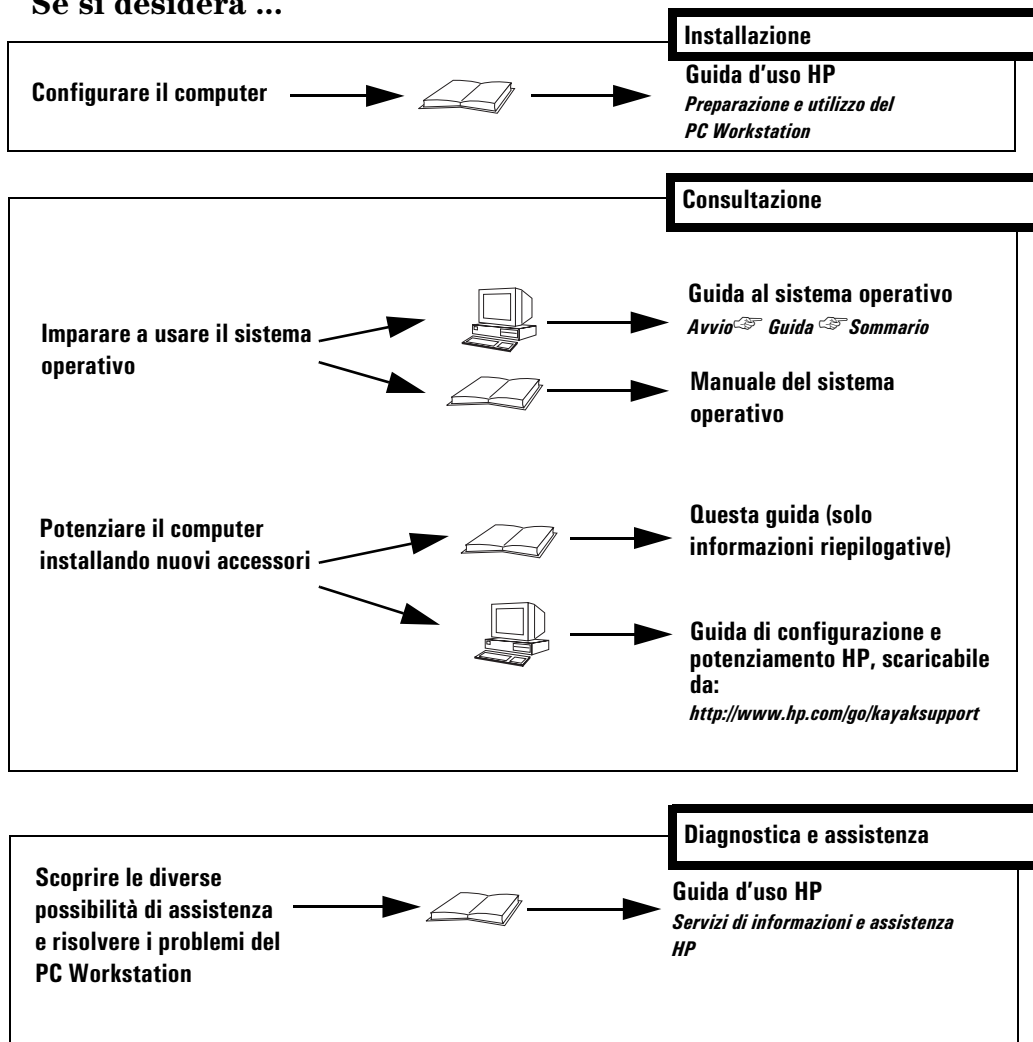 Se si desidera ...
Installazione
Configurare il computer
Guida d'uso HP
Preparazione e utilizzo del
PC Workstation
Consultazione
Imparare a usare il sistema
operativo
Guida al sistema operativo
Avvio☞ Guida ☞Sommario
Manuale del sistema
operativo
Potenziare il computer
installando nuovi accessori
Questa guida (solo
informazioni riepilogative)
Guida di configurazione e
potenziamento HP, scaricabile
da:
http://www.hp.com/go/kayaksupport
Diagnostica e assistenza
Scoprire le diverse
possibilità di assistenza
e risolvere i problemi del
PC Workstation
Guida d'uso HP
Servizi di informazioni e assistenza
HP